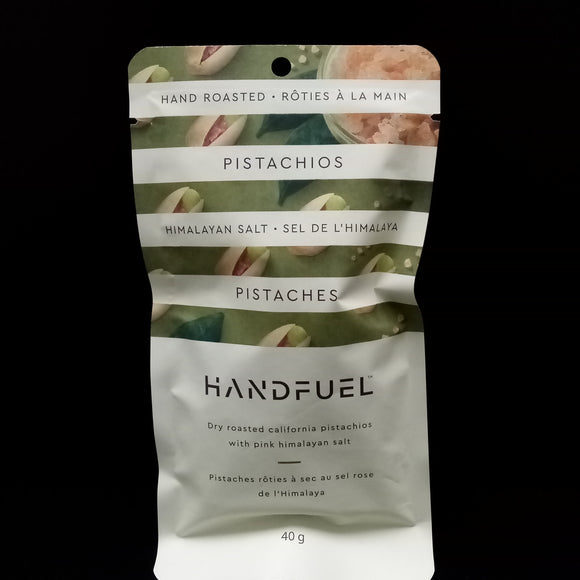 HAND ROASTED • RÔTIES À LA MAIN
PISTACHIOS
HIMALAYAN SALT • SEL DE L'HIMALAYA
PISTACHES
HANDFUEL™
Dry roasted california pistachios
with pink himalayan salt
Pistaches rôties à sec au sel rose
de l'Himalaya
40 g